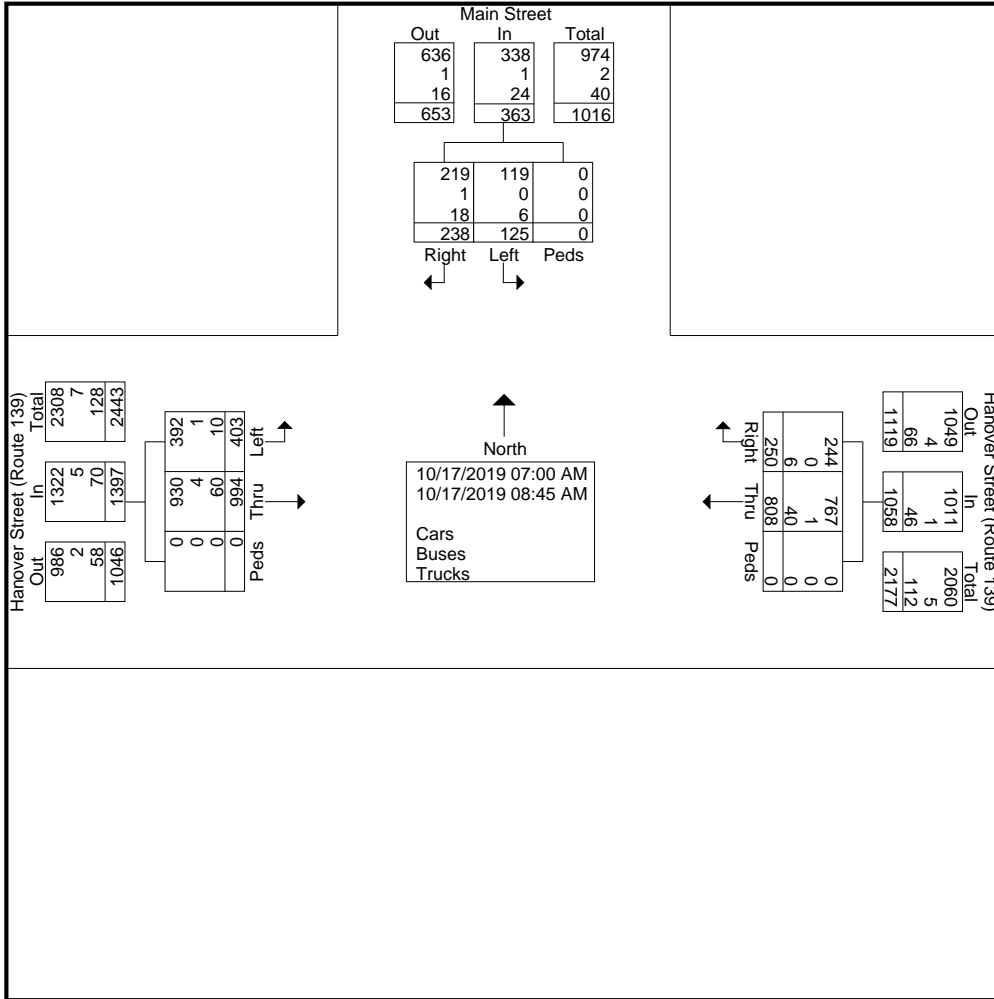 Main Street
Out In Total
636 338 974
1 1 2
16 24 40
653 363 1016
219 119 0
1 0 0
18 6 0
238 125 0
Right Left Peds
Hanover Street (Route 139)
Total In Out
2308 1322 986
7 5 2
128 70 58
2443 1397 1046
392 930 0
1 4 0
10 60 0
403 994 0
Left Thru Peds
North
10/17/2019 07:00 AM
10/17/2019 08:45 AM
Cars
Buses
Trucks
Right Thru Peds
250 808 0
6 40 0
0 1 0
244 767 0
Hanover Street (Route 139)
Out In Total
1049 1011 2060
4 1 5
66 46 112
1119 1058 2177